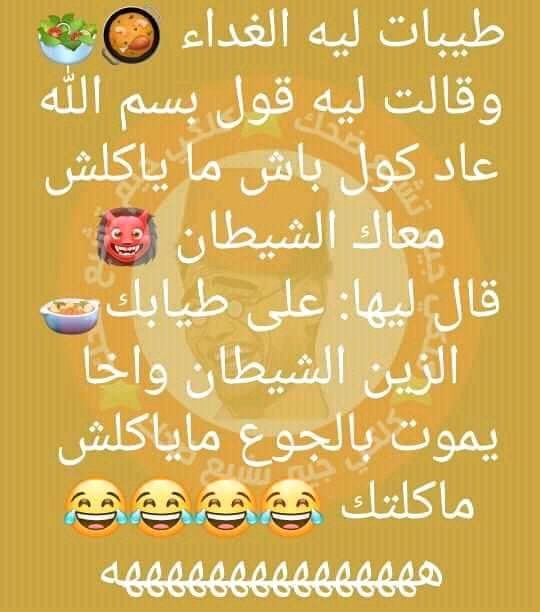 طيبات ليه الغداء 🍲🥗
وقالت ليه قول بسم الله
عاد كول باش ما ياكلش
معاك الشيطان 👹
قال ليها: على طيابك 🍲
الزين الشيطان واخا
يموت بالجوع ماياكلش
ماكلتك 😂😂😂😂
هههههههههههههههه